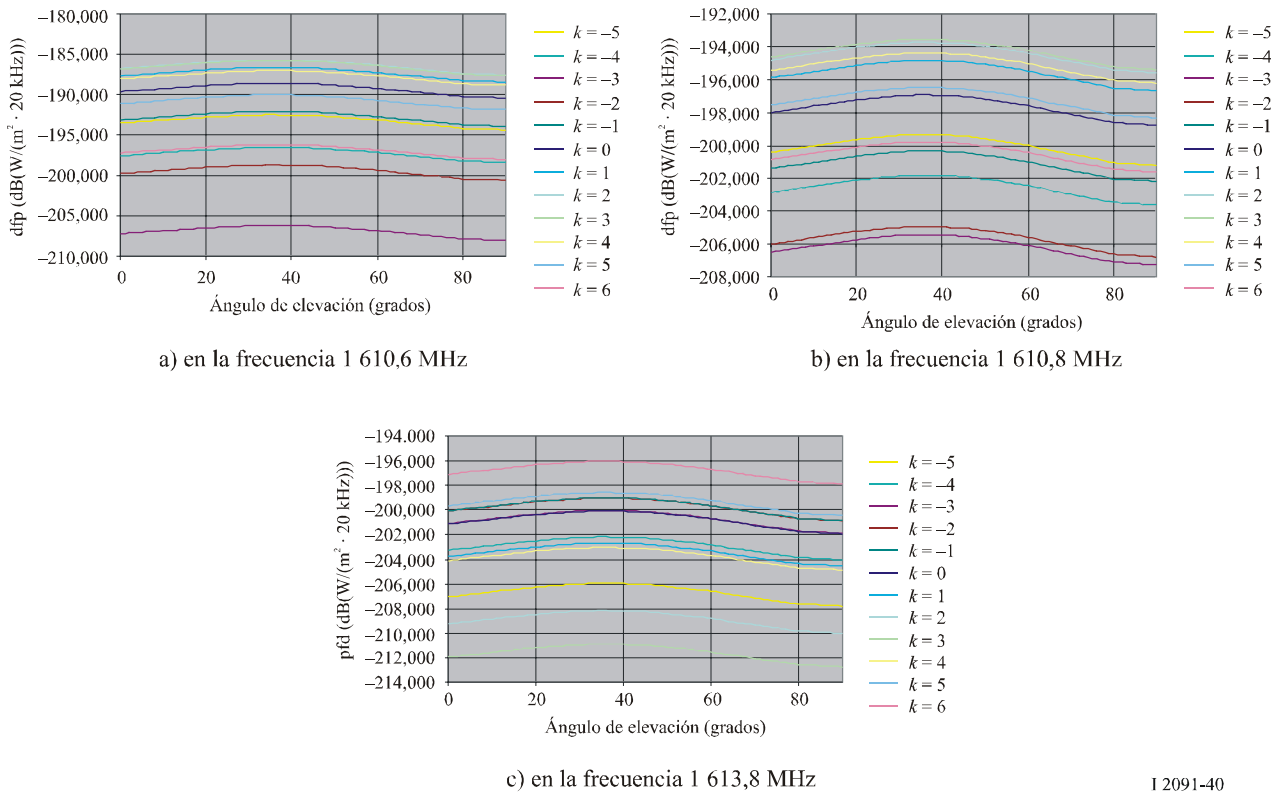 dfp (dB(W/(m² · 20 kHz)))
–180,000
–185,000
–190,000
–195,000
–200,000
–205,000
–210,000
0
20
40
60
80
Ángulo de elevación (grados)
k = –5
k = –4
k = –3
k = –2
k = –1
k = 0
k = 1
k = 2
k = 3
k = 4
k = 5
k = 6
a) en la frecuencia 1 610,6 MHz
dfp (dB(W/(m² · 20 kHz)))
–192,000
–194,000
–196,000
–198,000
–200,000
–202,000
–204,000
–206,000
–208,000
0
20
40
60
80
Ángulo de elevación (grados)
k = –5
k = –4
k = –3
k = –2
k = –1
k = 0
k = 1
k = 2
k = 3
k = 4
k = 5
k = 6
b) en la frecuencia 1 610,8 MHz
pfd (dB(W/(m² · 20 kHz)))
–194,000
–196,000
–198,000
–200,000
–202,000
–204,000
–206,000
–208,000
–210,000
–212,000
–214,000
0
20
40
60
80
Ángulo de elevación (grados)
k = –5
k = –4
k = –3
k = –2
k = –1
k = 0
k = 1
k = 2
k = 3
k = 4
k = 5
k = 6
c) en la frecuencia 1 613,8 MHz
I 2091-40